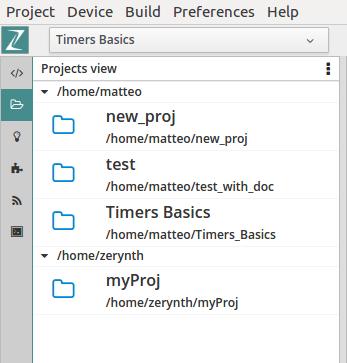 Project Device Build Preferences Help
Timers Basics
Projects view
/home/matteo
new_proj
/home/matteo/new_proj
test
/home/matteo/test_with_doc
Timers Basics
/home/matteo/Timers_Basics
/home/zerynth
myProj
/home/zerynth/myProj